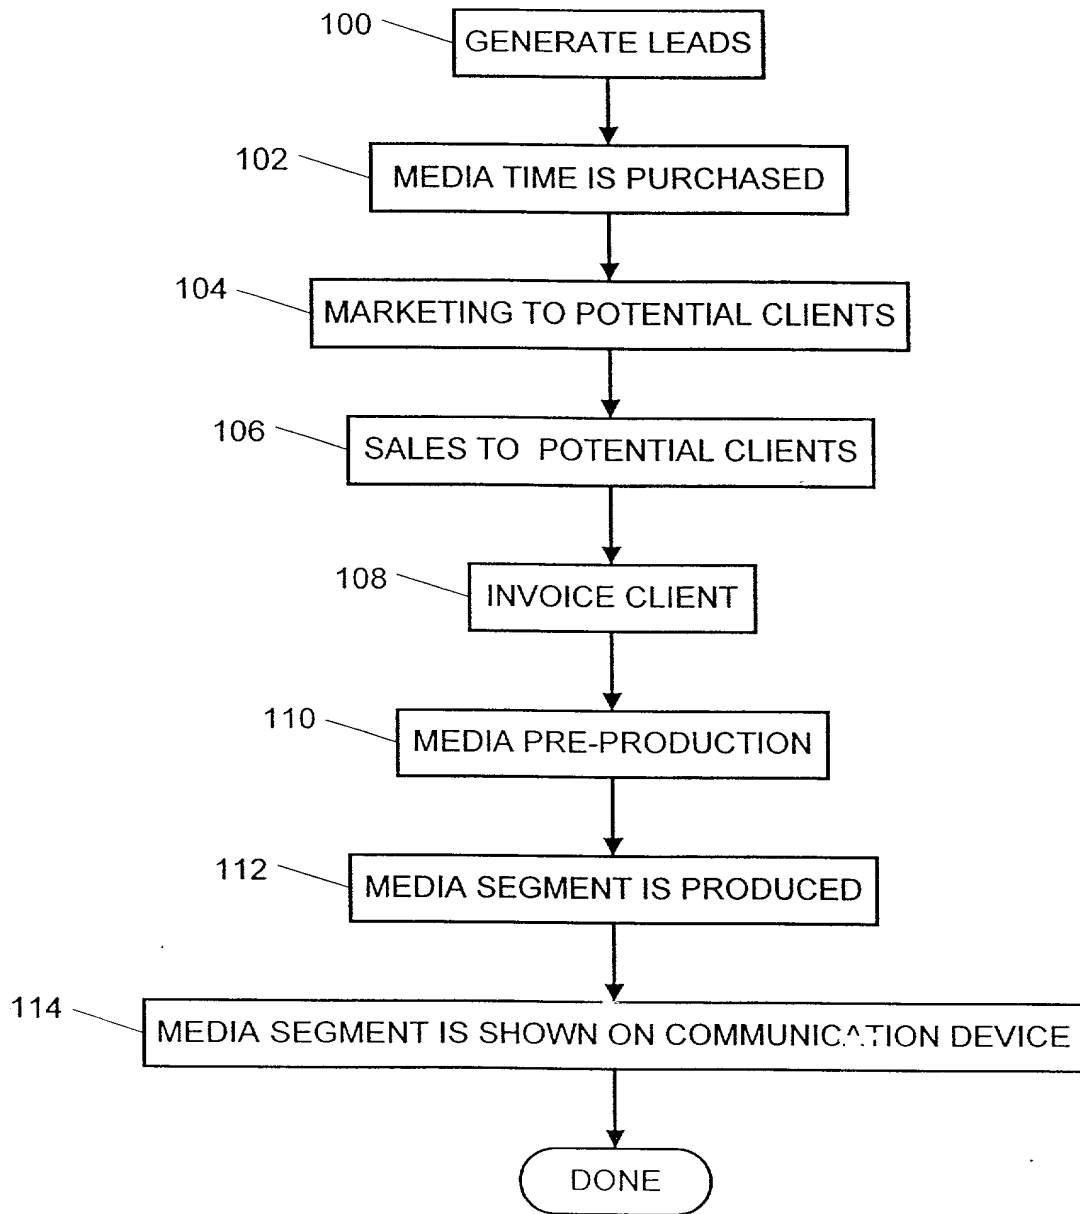 100 GENERATE LEADS
102 MEDIA TIME IS PURCHASED
104 MARKETING TO POTENTIAL CLIENTS
106 SALES TO POTENTIAL CLIENTS
108 INVOICE CLIENT
110 MEDIA PRE-PRODUCTION
112 MEDIA SEGMENT IS PRODUCED
114 MEDIA SEGMENT IS SHOWN ON COMMUNICATION DEVICE
DONE